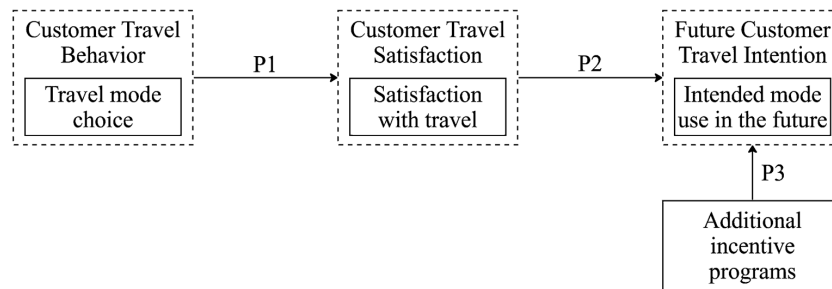 Customer Travel
Behavior
Travel mode
choice
P1
Customer Travel
Satisfaction
Satisfaction
with travel
P2
Future Customer
Travel Intention
Intended mode
use in the future
P3
Additional
incentive
programs